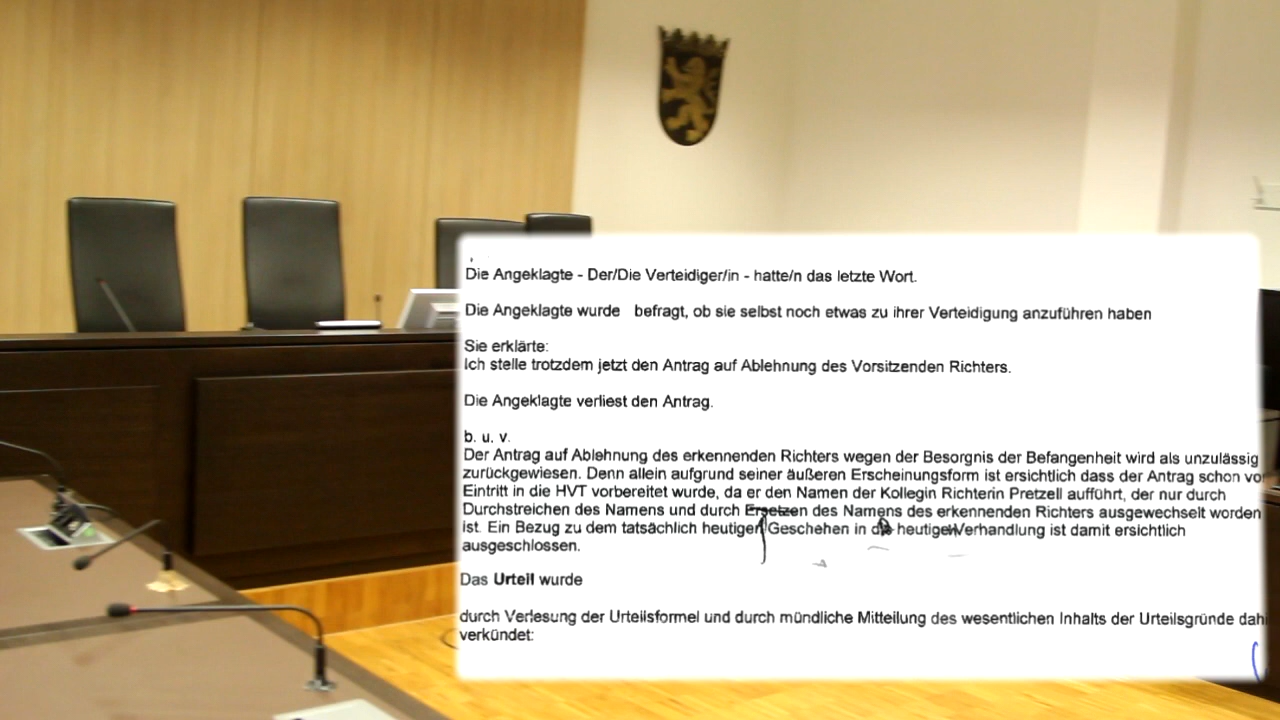 Die Angeklagte - Der/Die Verteidiger/in - hatte/n das letzte Wort.
Die Angeklagte wurde befragt, ob sie selbst noch etwas zu ihrer Verteidigung anzuführen haben
Sie erklärte:
Ich stelle trotzdem jetzt den Antrag auf Ablehnung des Vorsitzenden Richters.
Die Angeklagte verliest den Antrag.
b. u. v.
Der Antrag auf Ablehnung des erkennenden Richters wegen der Besorgnis der Befangenheit wird als unzulässig
zurückgewiesen. Denn allein aufgrund seiner äußeren Erscheinungsform ist ersichtlich dass der Antrag schon vor
Eintritt in die HVT vorbereitet wurde, da er den Namen der Kollegin Richterin Pretzell aufführt, der nur durch
Durchstreichen des Namens und durch Ersetzen des Namens des erkennenden Richters ausgewechselt worden
ist. Ein Bezug zu dem tatsächlich heutigen Geschehen in heutigen Verhandlung ist damit ersichtlich
ausgeschlossen.
Das Urteil wurde
durch Verlesung der Urteilsformel und durch mündliche Mitteilung des wesentlichen Inhalts der Urteilsgründe dah
verkündet: